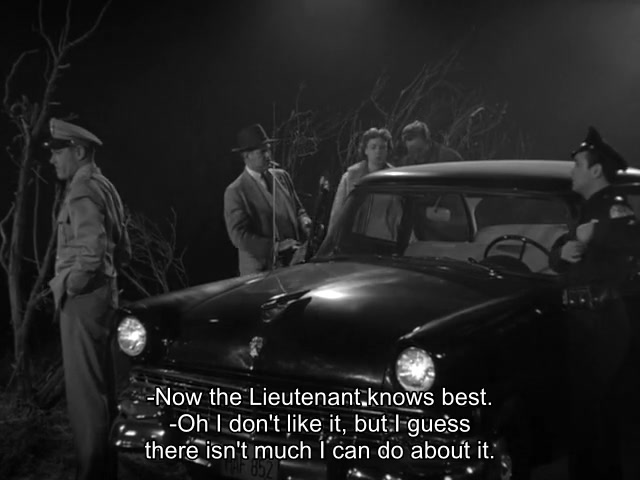 -Now the Lieutenant knows best.
-Oh I don't like it, but I guess
there isn't much I can do about it.